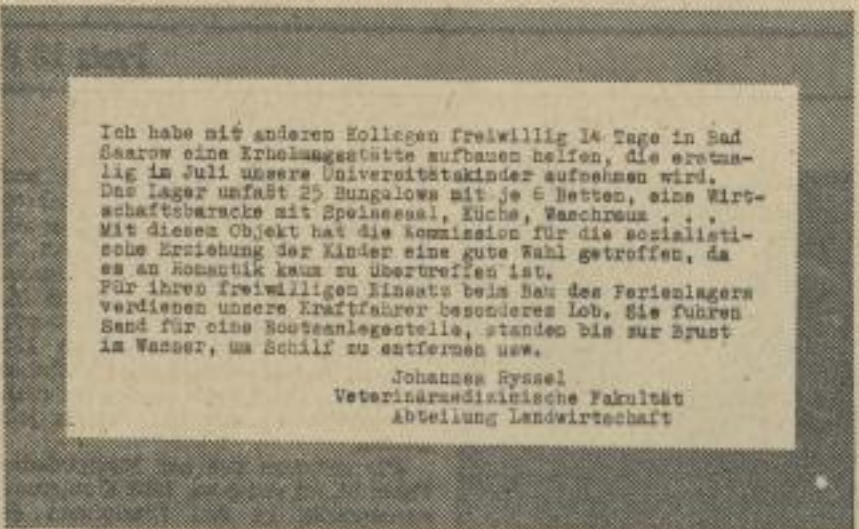 Ich habe mit anderen Kollegen freiwillig 14 Tage in Bad
Saarow eine Erholungsstätte aufbauen helfen, die erstma-
lig im Juli unsere Universitätskinder aufnehmen wird.
Das Lager umfaßt 25 Bungalows mit je 6 Betten, eine Wirt-
schaftsbaracke mit Speisesaal, Küche, Waschraum . . .
Mit diesem Objekt hat die Kommission für die sozialisti-
sche Erziehung der Kinder eine gute Wahl getroffen, da
es an Romantik kaum zu übertreffen ist.
Für ihren freiwilligen Einsatz beim Bau des Ferienlagers
verdienen unsere Kraftfahrer besonderes Lob. Sie fuhren
Sand für eine Bootsanlegestelle, standen bis zur Brust
im Wasser, um Schilf zu entfernen usw.
Johannes Ryssel
Veterinärmedizinische Fakultät
Abteilung Landwirtschaft